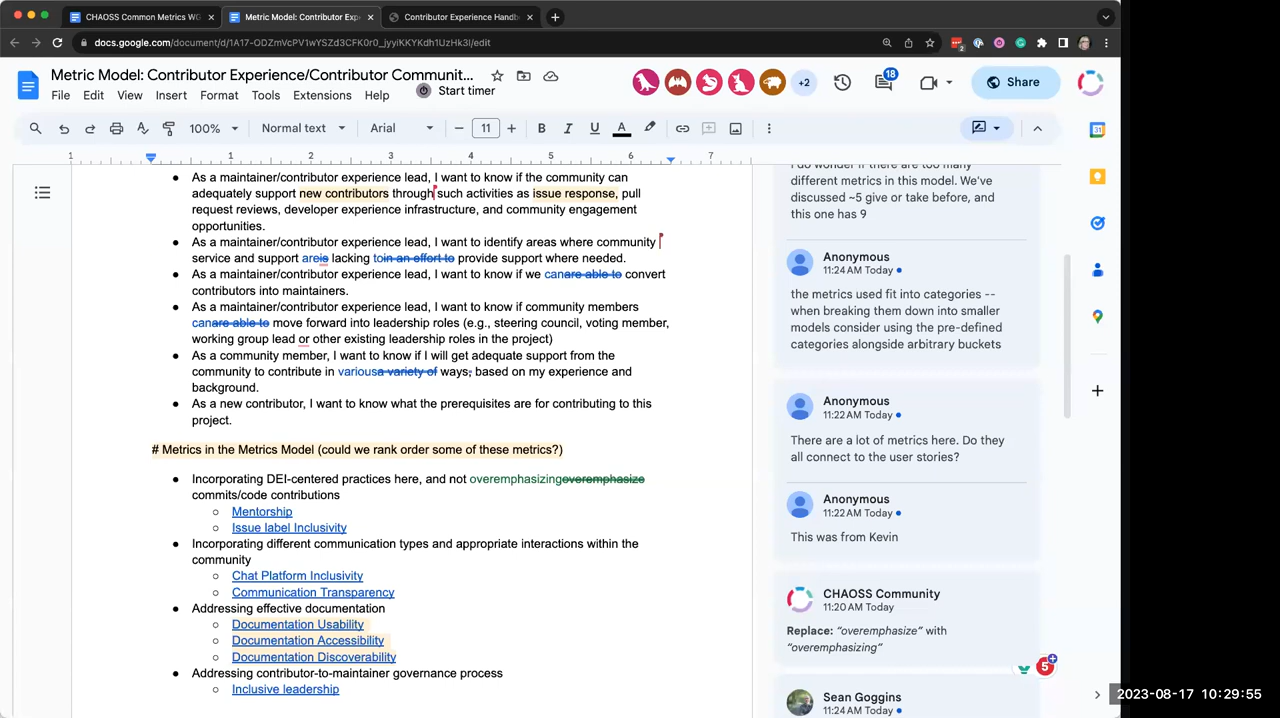 CHAOSS Common Metrics WG
Metric Model: Contributor Exp
Contributor Experience Handb
docs.google.com/document/d/1A17-ODZmVcPV1wYSZd3CFK0r0_jyyiKKYKdh1UzHk3I/edit
Metric Model: Contributor Experience/Contributor Communit...
File Edit View Insert Format Tools Extensions Help
Start timer
+2
18
Share
100%
Normal text
Arial
11
B I U A
31
1 1 2 3 4 5 6 7
As a maintainer/contributor experience lead, I want to know if the community can
adequately support new contributors through such activities as issue response, pull
request reviews, developer experience infrastructure, and community engagement
opportunities.
As a maintainer/contributor experience lead, I want to identify areas where community
service and support areis lacking toin an effort to provide support where needed.
As a maintainer/contributor experience lead, I want to know if we canare able to convert
contributors into maintainers.
As a maintainer/contributor experience lead, I want to know if community members
canare able to move forward into leadership roles (e.g., steering council, voting member,
working group lead or other existing leadership roles in the project)
As a community member, I want to know if I will get adequate support from the
community to contribute in variousa variety of ways, based on my experience and
background.
As a new contributor, I want to know what the prerequisites are for contributing to this
project.
# Metrics in the Metrics Model (could we rank order some of these metrics?)
Incorporating DEI-centered practices here, and not overemphasizingoveremphasize
commits/code contributions
Mentorship
Issue label Inclusivity
Incorporating different communication types and appropriate interactions within the
community
Chat Platform Inclusivity
Communication Transparency
Addressing effective documentation
Documentation Usability
Documentation Accessibility
Documentation Discoverability
Addressing contributor-to-maintainer governance process
Inclusive leadership
I do wonder if there are too many
different metrics in this model. We've
discussed ~5 give or take before, and
this one has 9
Anonymous
11:24 AM Today
the metrics used fit into categories --
when breaking them down into smaller
models consider using the pre-defined
categories alongside arbitrary buckets
Anonymous
11:22 AM Today
There are a lot of metrics here. Do they
all connect to the user stories?
Anonymous
11:22 AM Today
This was from Kevin
CHAOSS Community
11:20 AM Today
Replace: “overemphasize” with
“overemphasizing”
Sean Goggins
11:24 AM Today
5
2023-08-17 10:29:55